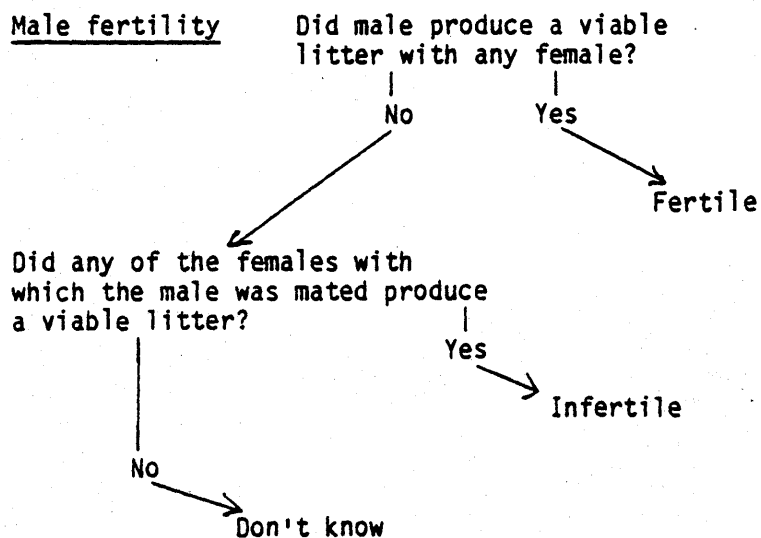 Male fertility
Did male produce a viable
litter with any female?
No
Yes
Fertile
Did any of the females with
which the male was mated produce
a viable litter?
Yes
Infertile
No
Don't know